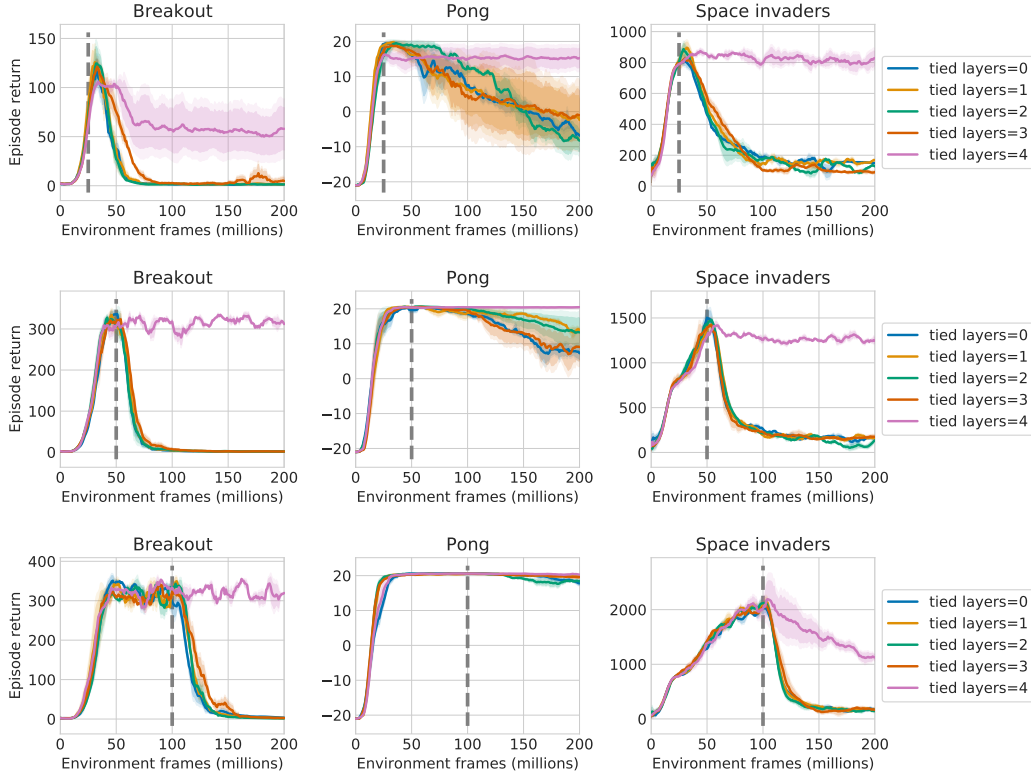 Breakout Pong Space invaders
150 20 1000
100 10 800
50 0 600
0 −10 400
−20 200
0
Episode return
0 50 100 150 200 0 50 100 150 200 0 50 100 150 200
Environment frames (millions) Environment frames (millions) Environment frames (millions)
tied layers=0
tied layers=1
tied layers=2
tied layers=3
tied layers=4
Breakout Pong Space invaders
300 20 1500
200 10 1000
100 0 500
0 −10 0
−20
Episode return
0 50 100 150 200 0 50 100 150 200 0 50 100 150 200
Environment frames (millions) Environment frames (millions) Environment frames (millions)
tied layers=0
tied layers=1
tied layers=2
tied layers=3
tied layers=4
Breakout Pong Space invaders
400 20 2000
300 10 1000
200 0 0
100 −10
0 −20
Episode return
0 50 100 150 200 0 50 100 150 200 0 50 100 150 200
Environment frames (millions) Environment frames (millions) Environment frames (millions)
tied layers=0
tied layers=1
tied layers=2
tied layers=3
tied layers=4